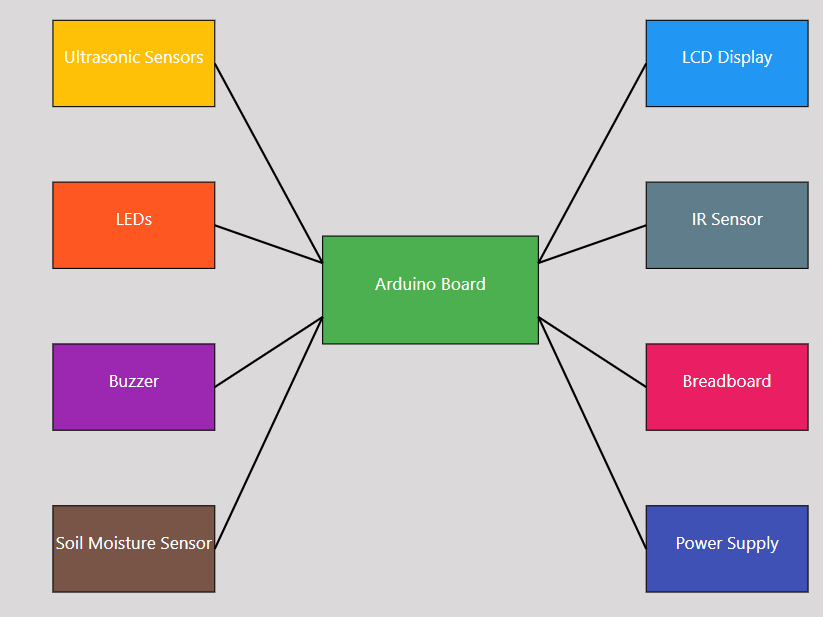 Ultrasonic Sensors
LCD Display
LEDs
IR Sensor
Arduino Board
Buzzer
Breadboard
Soil Moisture Sensor
Power Supply